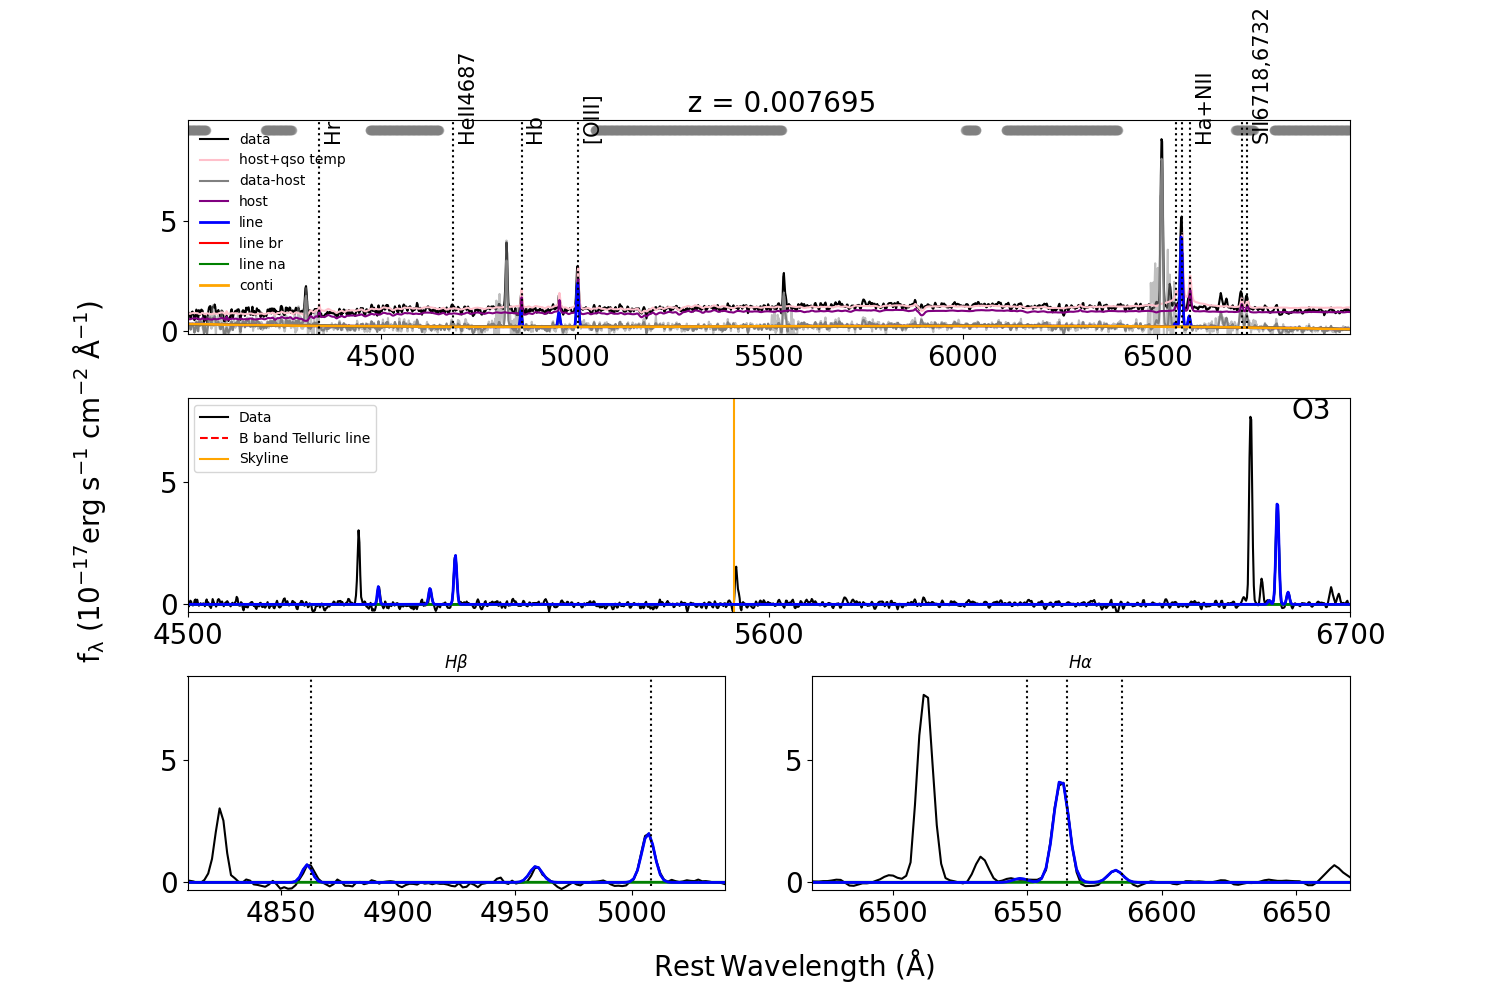 z = 0.007695
Hr
HeII4687
Hb
[OIII]
Ha+NII
SII6718,6732
data
host+qso temp
data-host
host
line
line br
line na
conti
5
0
4500
5000
5500
6000
6500
O3
Data
B band Telluric line
Skyline
5
0
4500
5600
6700
fλ (10⁻¹⁷erg s⁻¹ cm⁻² Å⁻¹)
Hβ
5
0
4850
4900
4950
5000
Hα
5
0
6500
6550
6600
6650
Rest Wavelength (Å)